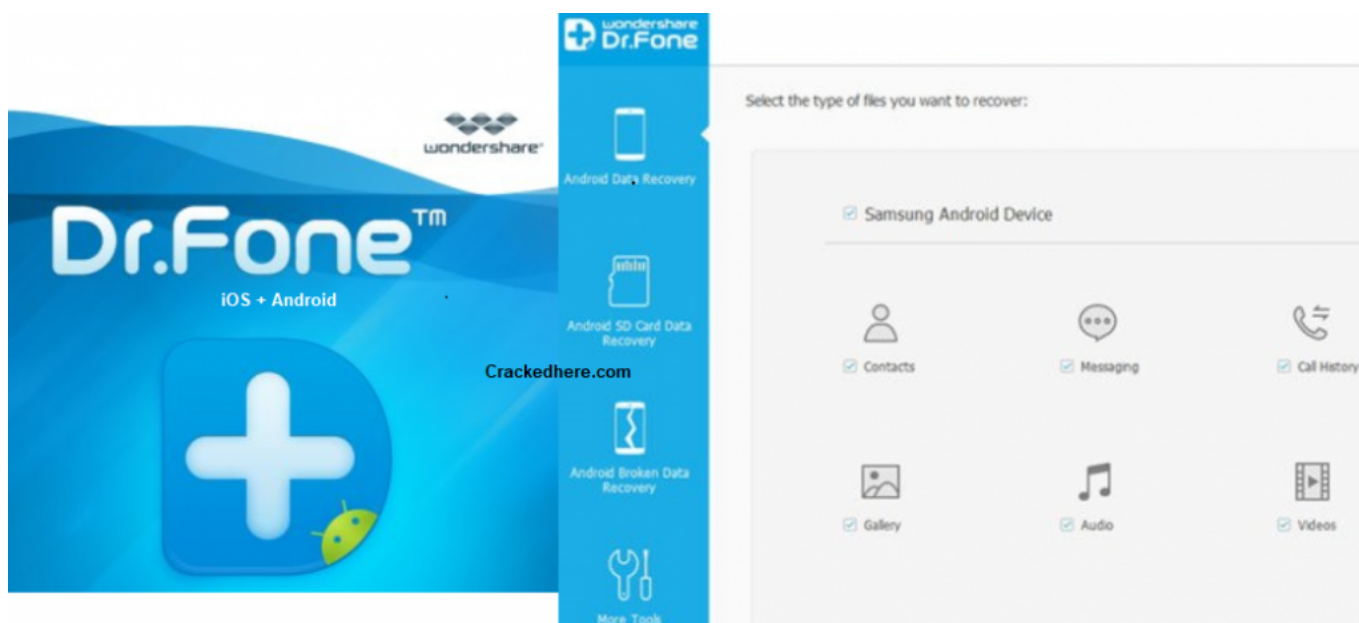 wondershare
Dr.Fone™
iOS + Android
Crackedhere.com
wondershare
Dr.Fone
Android Data Recovery
Android SD Card Data
Recovery
Android Broken Data
Recovery
More Tools
Select the type of files you want to recover:
Samsung Android Device
Contacts
Messaging
Call History
Gallery
Audio
Videos